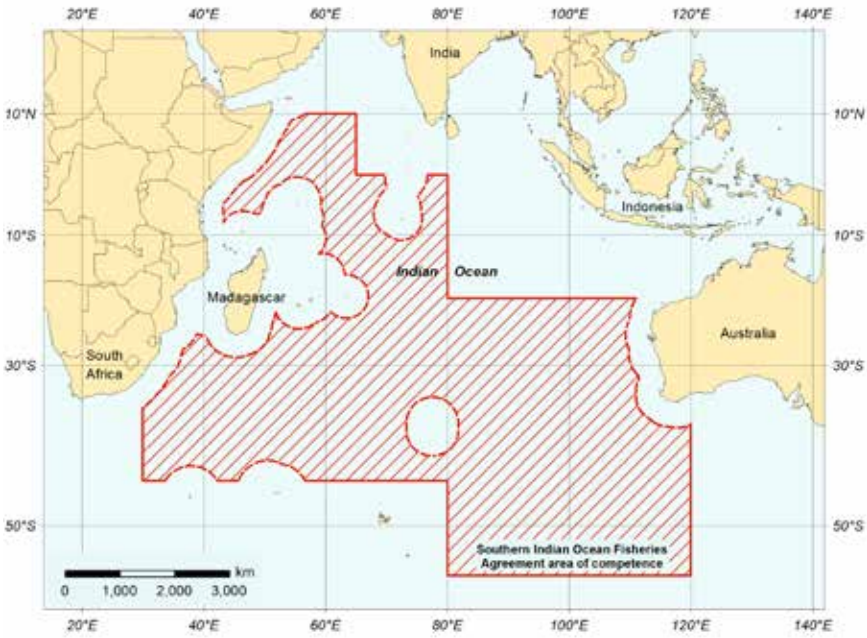 20°E 40°E 60°E 80°E 100°E 120°E 140°E
India
10°N 10°N
Indonesia
10°S 10°S
Indian Ocean
Madagascar
Australia
South
Africa
30°S 30°S
50°S 50°S
Southern Indian Ocean Fisheries
Agreement area of competence
km
0 1,000 2,000 3,000
20°E 40°E 60°E 80°E 100°E 120°E 140°E